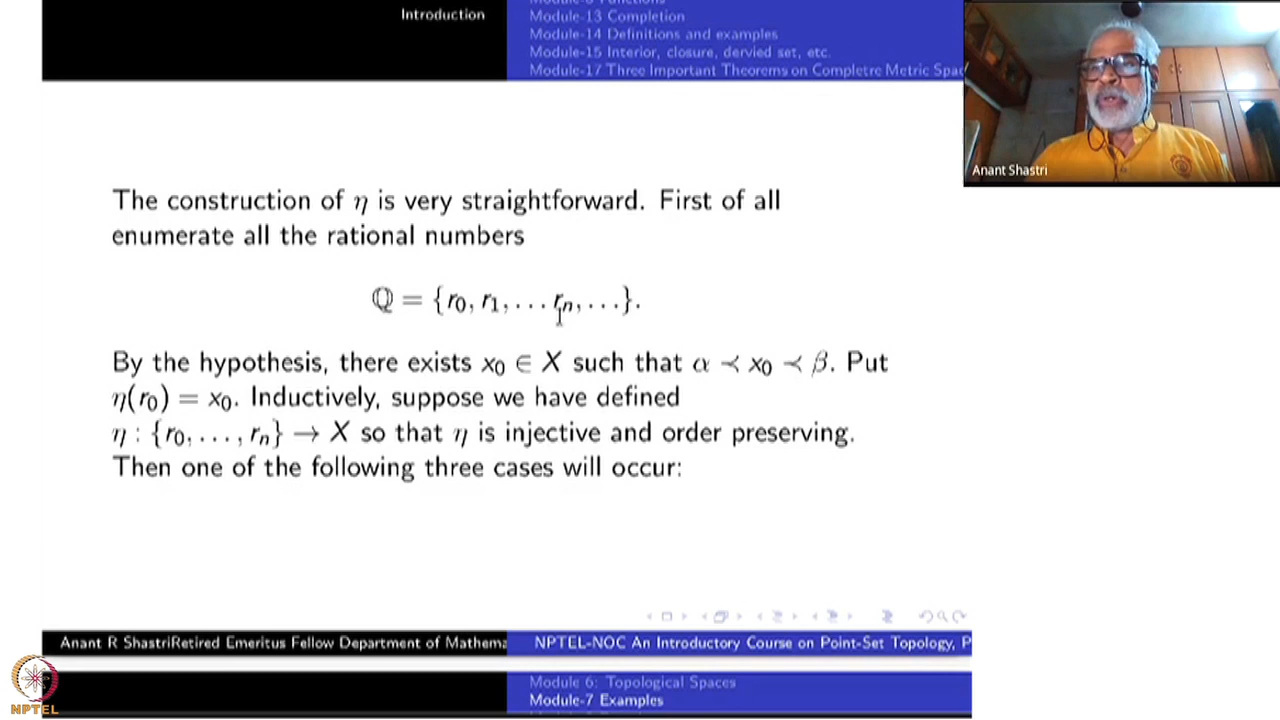 Introduction
Module-13 Completion
Module-14 Definitions and examples
Module-15 Interior, closure, dervied set, etc.
Module-17 Three Important Theorems on Completre Metric Spac
Anant Shastri
The construction of η is very straightforward. First of all
enumerate all the rational numbers
ℚ = {r₀, r₁, . . . rₙ, . . .}.
By the hypothesis, there exists x₀ ∈ X such that α ≺ x₀ ≺ β. Put
η(r₀) = x₀. Inductively, suppose we have defined
η : {r₀, . . . , rₙ} → X so that η is injective and order preserving.
Then one of the following three cases will occur:
Anant R ShastriRetired Emeritus Fellow Department of Mathema
NPTEL-NOC An Introductory Course on Point-Set Topology, P
Module 6: Topological Spaces
Module-7 Examples
NPTEL